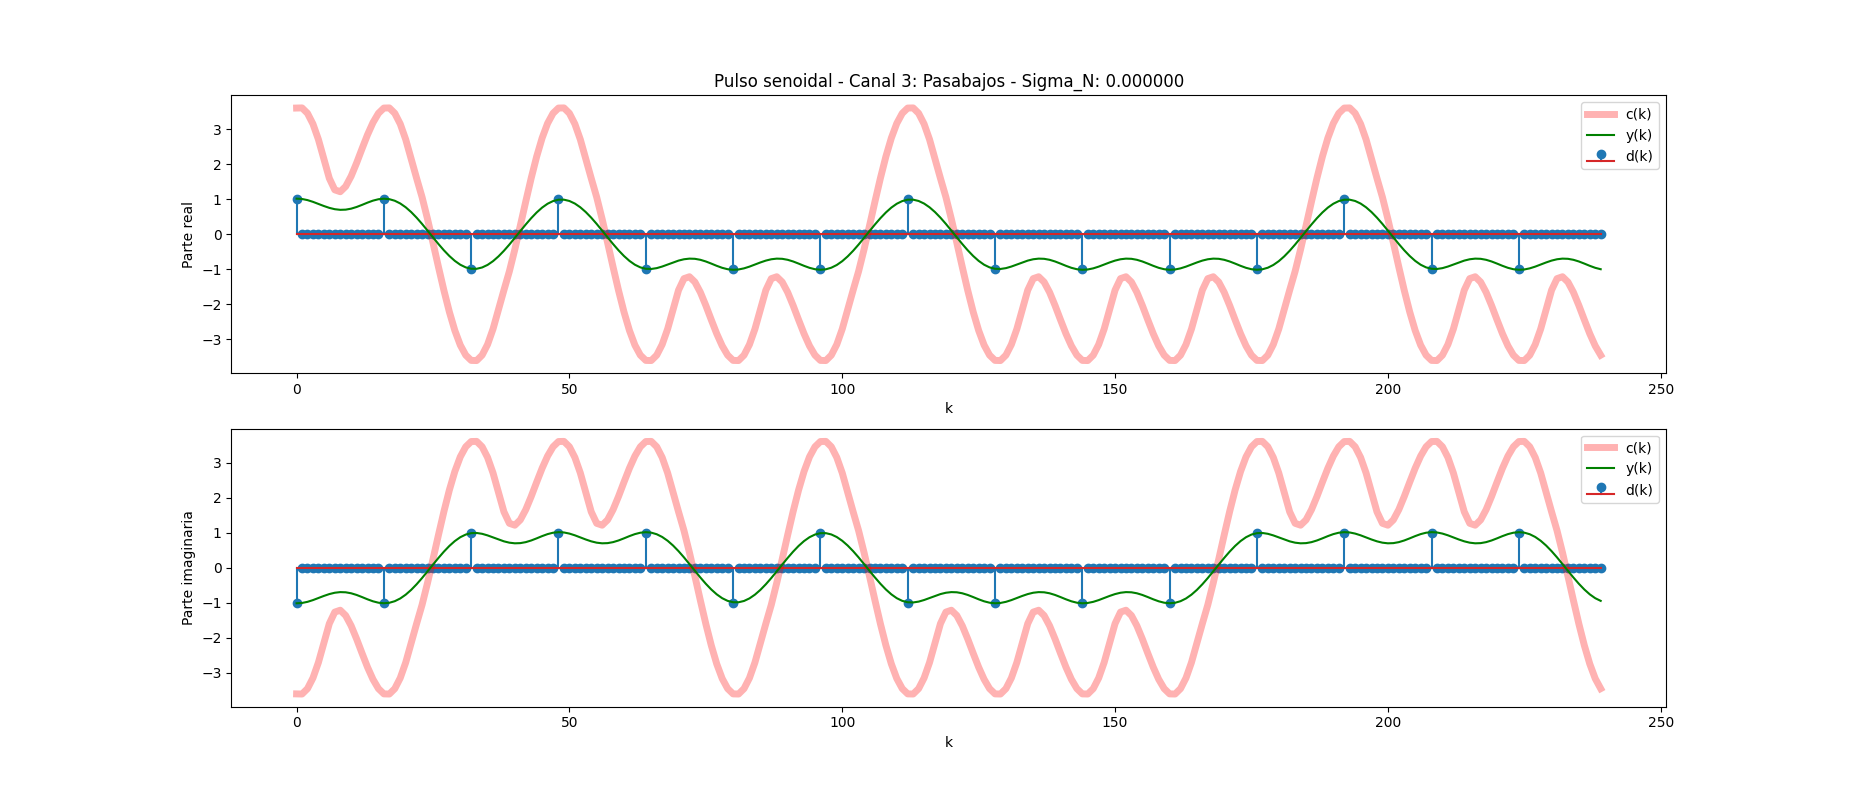 Pulso senoidal - Canal 3: Pasabajos - Sigma_N: 0.000000
3
2
1
0
−1
−2
−3
Parte real
c(k)
y(k)
d(k)
0
50
100
150
200
250
k
3
2
1
0
−1
−2
−3
Parte imaginaria
c(k)
y(k)
d(k)
0
50
100
150
200
250
k